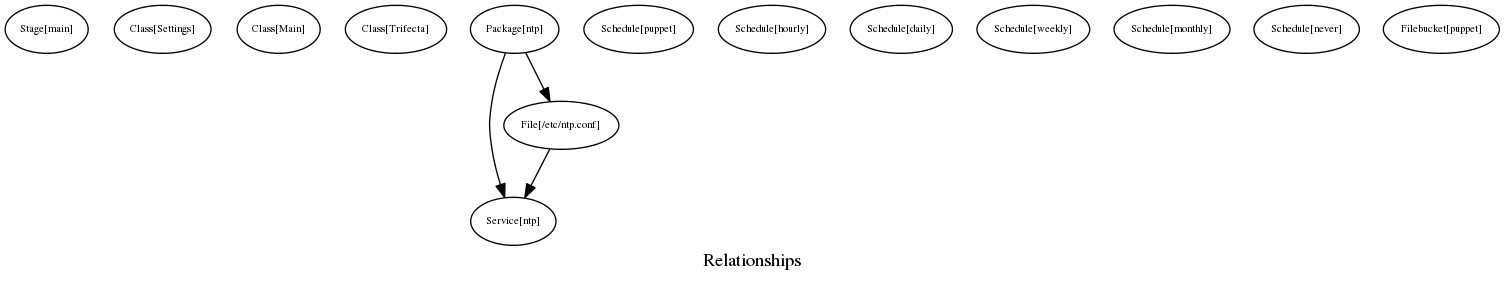 Stage[main]
Class[Settings]
Class[Main]
Class[Trifecta]
Package[ntp]
Schedule[puppet]
Schedule[hourly]
Schedule[daily]
Schedule[weekly]
Schedule[monthly]
Schedule[never]
Filebucket[puppet]
File[/etc/ntp.conf]
Service[ntp]
Relationships